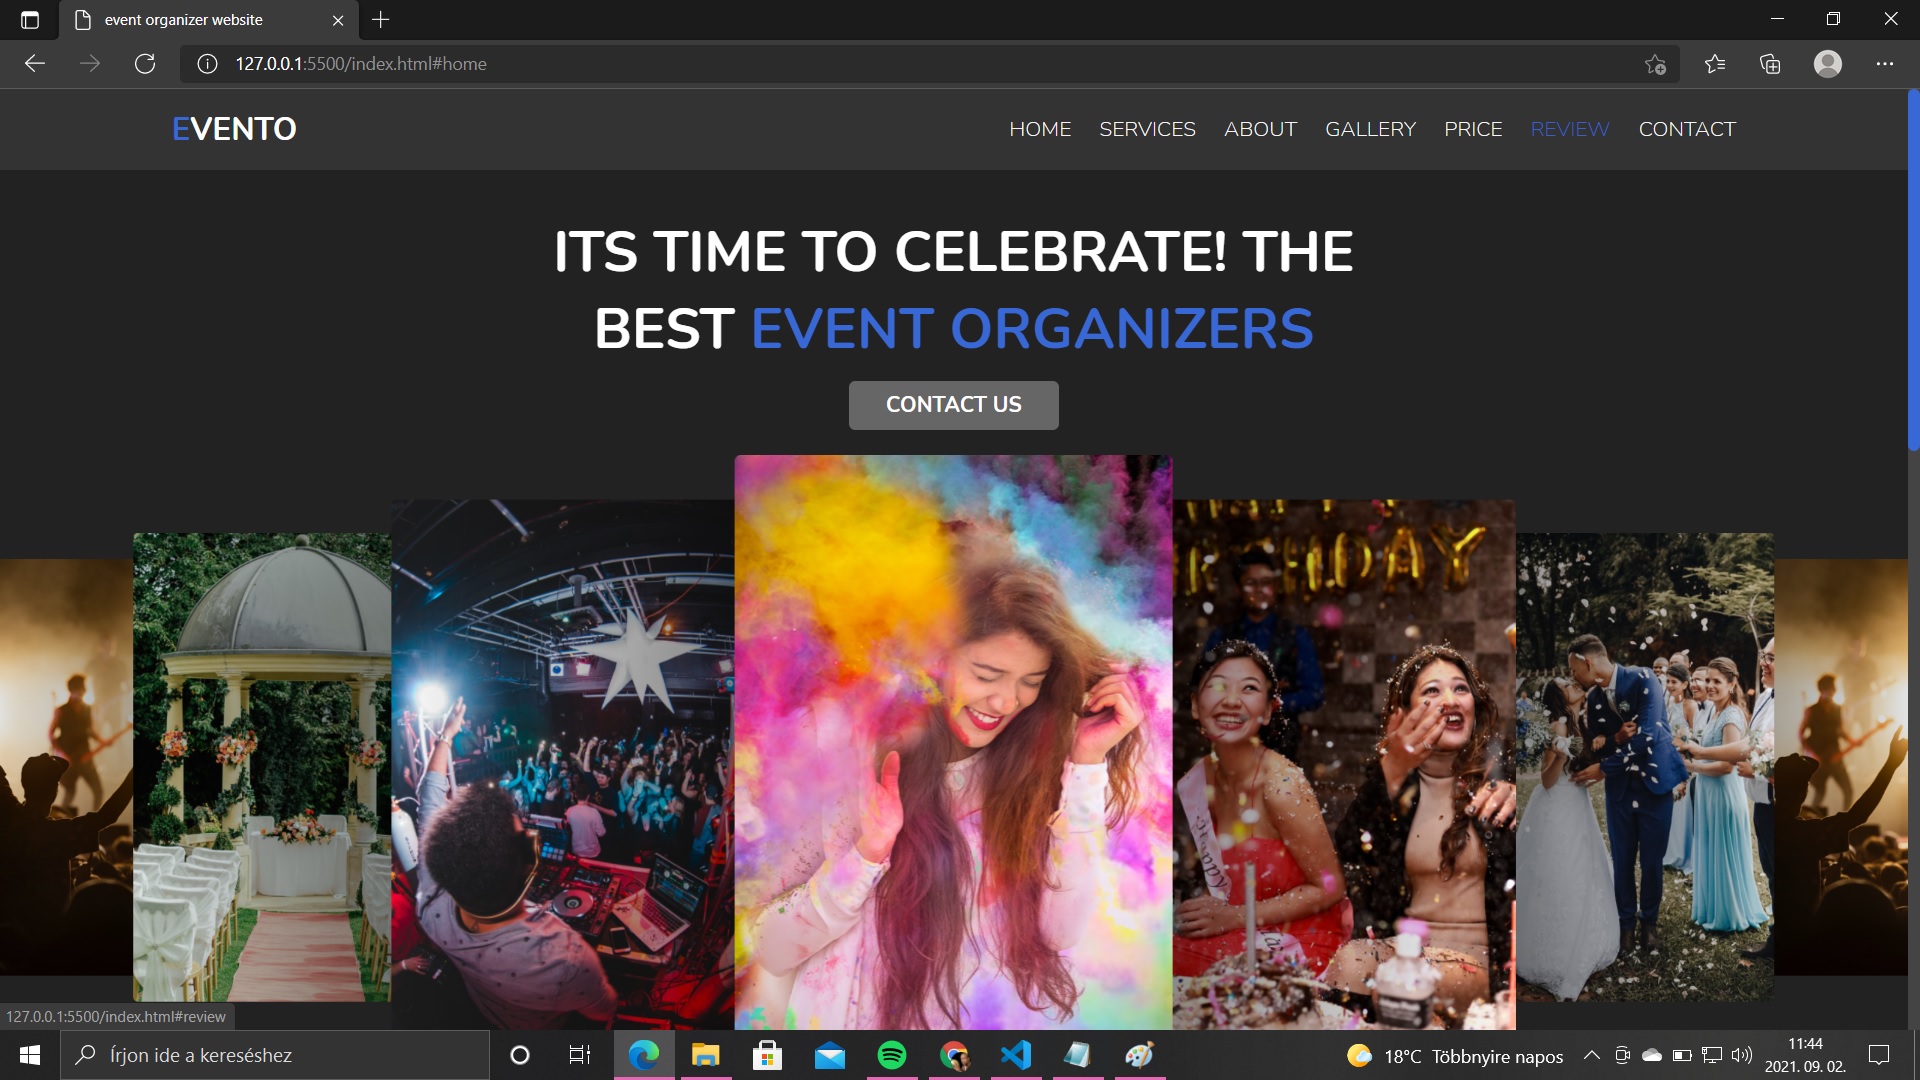 event organizer website
127.0.0.1:5500/index.html#home
EVENTO
HOME SERVICES ABOUT GALLERY PRICE REVIEW CONTACT
ITS TIME TO CELEBRATE! THE
BEST EVENT ORGANIZERS
CONTACT US
127.0.0.1:5500/index.html#review
Írjon ide a kereséshez
18°C Többnyire napos
11:44
2021. 09. 02.